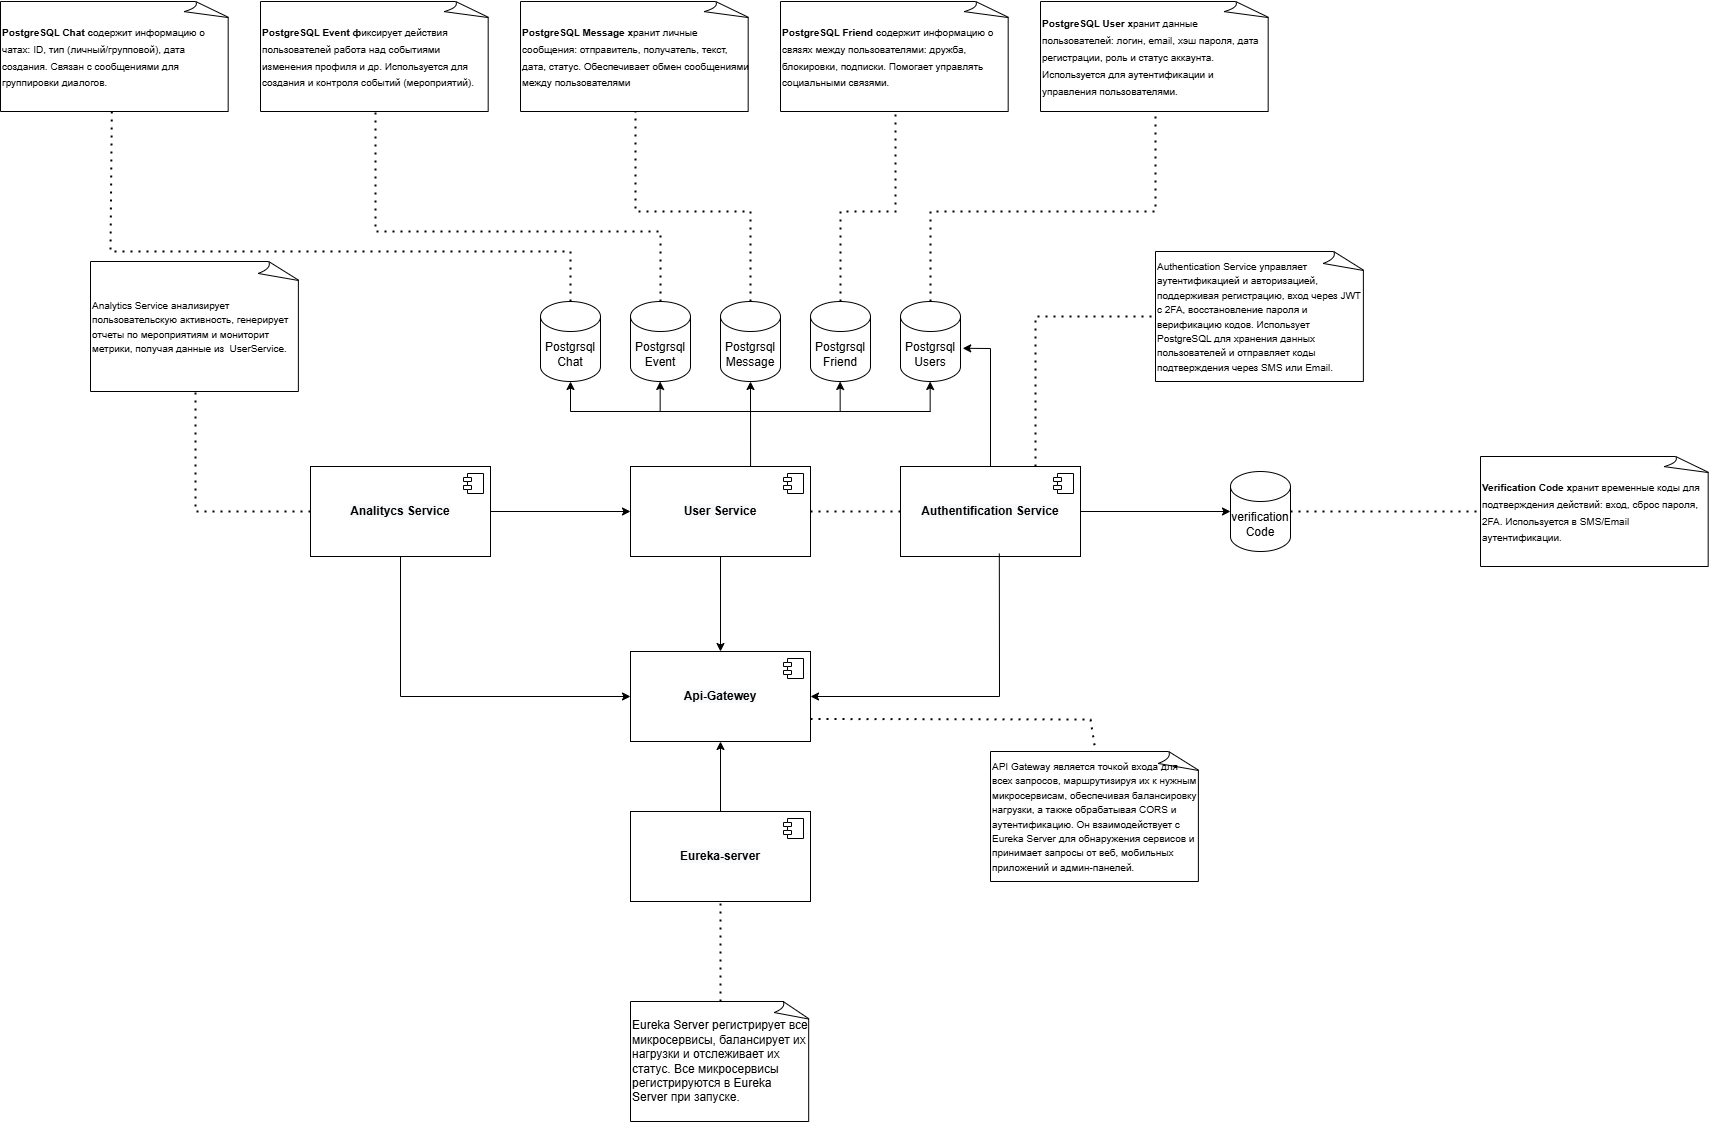 PostgreSQL Chat содержит информацию о
чатах: ID, тип (личный/групповой), дата
создания. Связан с сообщениями для
группировки диалогов.
PostgreSQL Event фиксирует действия
пользователей работа над событиями
изменения профиля и др. Используется для
создания и контроля событий (мероприятий).
PostgreSQL Message хранит личные
сообщения: отправитель, получатель, текст,
дата, статус. Обеспечивает обмен сообщениями
между пользователями
PostgreSQL Friend содержит информацию о
связях между пользователями: дружба,
блокировки, подписки. Помогает управлять
социальными связями.
PostgreSQL User хранит данные
пользователей: логин, email, хэш пароля, дата
регистрации, роль и статус аккаунта.
Используется для аутентификации и
управления пользователями.
Analytics Service анализирует
пользовательскую активность, генерирует
отчеты по мероприятиям и мониторит
метрики, получая данные из UserService.
Postgrsql
Chat
Postgrsql
Event
Postgrsql
Message
Postgrsql
Friend
Postgrsql
Users
Authentication Service управляет
аутентификацией и авторизацией,
поддерживая регистрацию, вход через JWT
с 2FA, восстановление пароля и
верификацию кодов. Использует
PostgreSQL для хранения данных
пользователей и отправляет коды
подтверждения через SMS или Email.
Analitycs Service
User Service
Authentification Service
verification
Code
Verification Code хранит временные коды для
подтверждения действий: вход, сброс пароля,
2FA. Используется в SMS/Email
аутентификации.
Api-Gatewey
API Gateway является точкой входа для
всех запросов, маршрутизируя их к нужным
микросервисам, обеспечивая балансировку
нагрузки, а также обрабатывая CORS и
аутентификацию. Он взаимодействует с
Eureka Server для обнаружения сервисов и
принимает запросы от веб, мобильных
приложений и админ-панелей.
Eureka-server
Eureka Server регистрирует все
микросервисы, балансирует их
нагрузки и отслеживает их
статус. Все микросервисы
регистрируются в Eureka
Server при запуске.